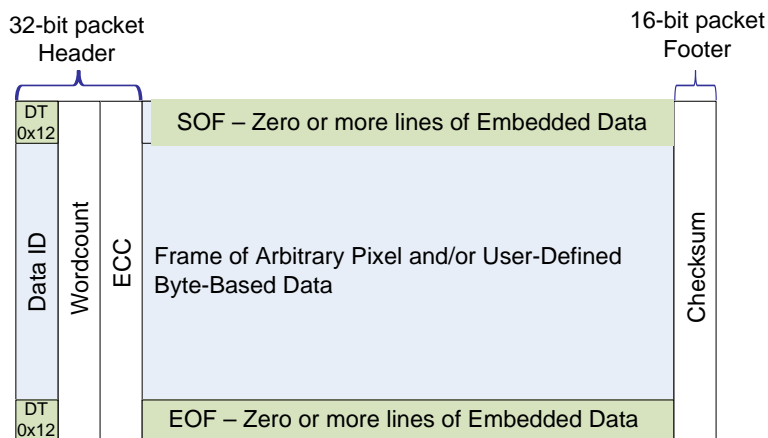 32-bit packet
Header
16-bit packet
Footer
DT
0x12
SOF – Zero or more lines of Embedded Data
Data ID
Wordcount
ECC
Frame of Arbitrary Pixel and/or User-Defined
Byte-Based Data
Checksum
DT
0x12
EOF – Zero or more lines of Embedded Data